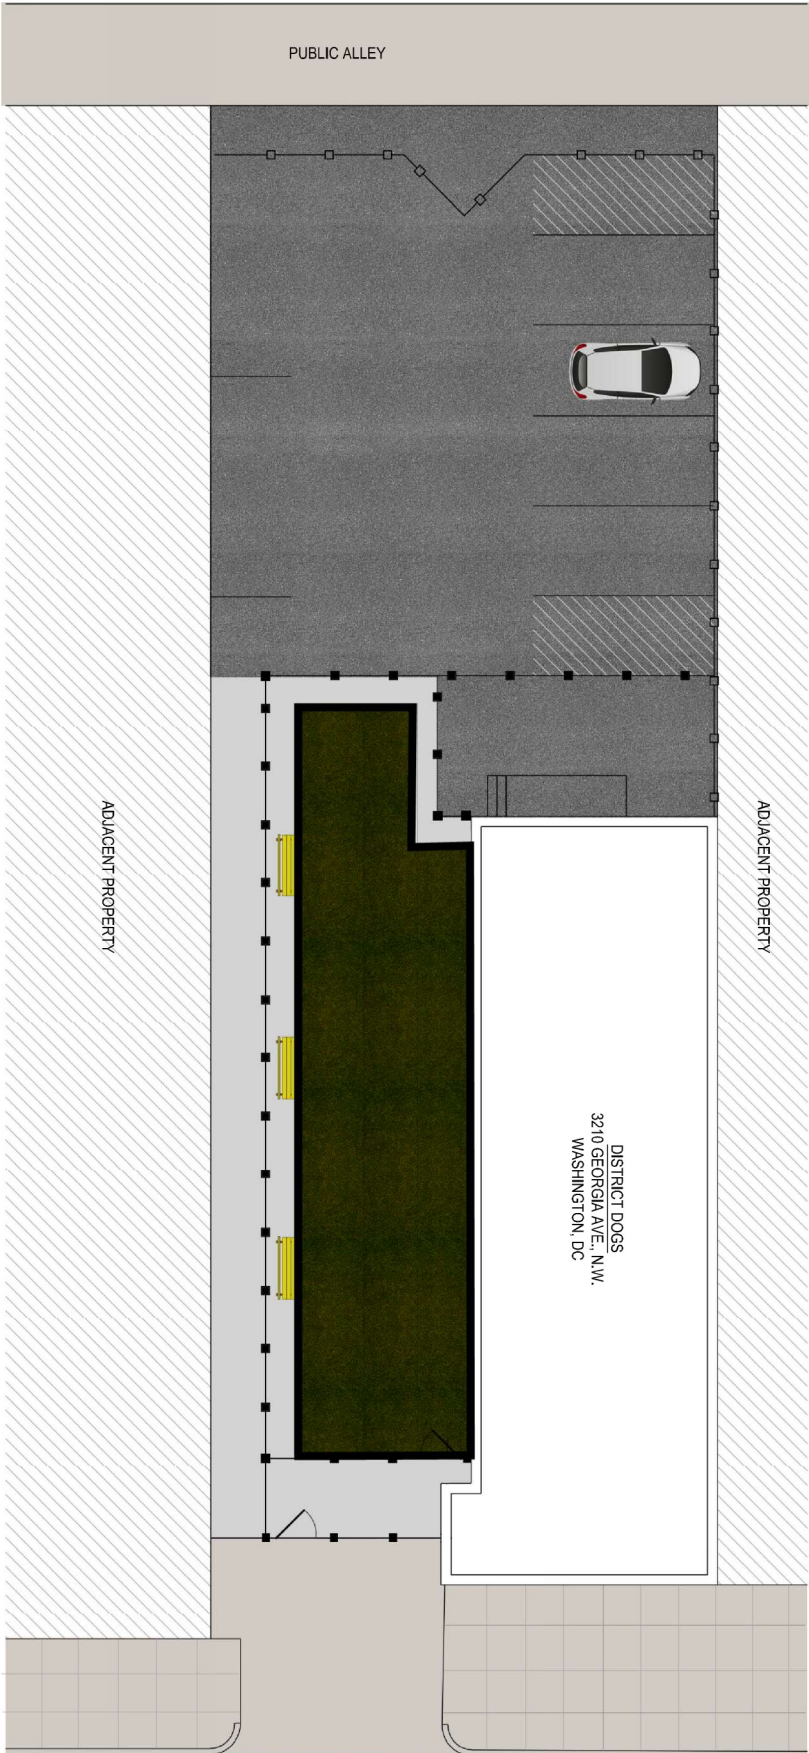 PUBLIC ALLEY
ADJACENT PROPERTY
ADJACENT PROPERTY
DISTRICT DOGS
3210 GEORGIA AVE., N.W.
WASHINGTON, DC